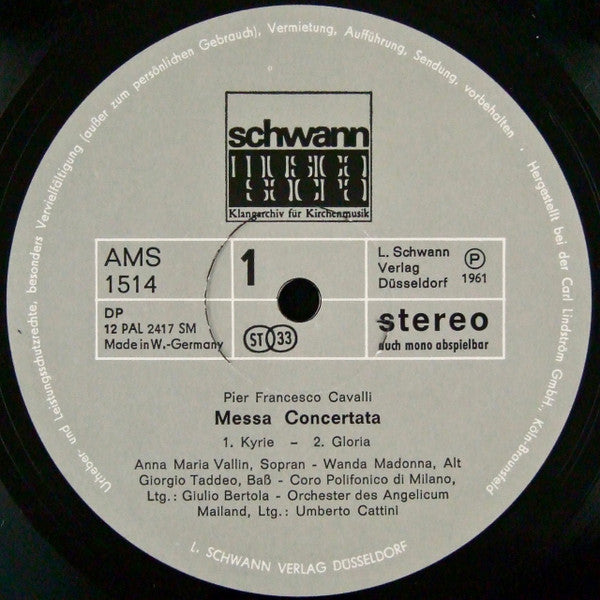 Urheber- und Leistungsschutzrechte, besonders Vervielfältigung (außer zum persönlichen Gebrauch), Vermietung, Aufführung, Sendung, vorbehalten
Hergestellt bei der Carl Lindström GmbH., Köln-Braunsfeld
schwann
MUSICA
SACRA
Klangarchiv für Kirchenmusik
AMS
1514
1
L. Schwann
Verlag
Düsseldorf
P
1961
DP
12 PAL 2417 SM
Made in W.-Germany
ST 33
stereo
auch mono abspielbar
Pier Francesco Cavalli
Messa Concertata
1. Kyrie – 2. Gloria
Anna Maria Vallin, Sopran - Wanda Madonna, Alt
Giorgio Taddeo, Baß - Coro Polifonico di Milano,
Ltg.: Giulio Bertola - Orchester des Angelicum
Mailand, Ltg.: Umberto Cattini
L. SCHWANN VERLAG DÜSSELDORF